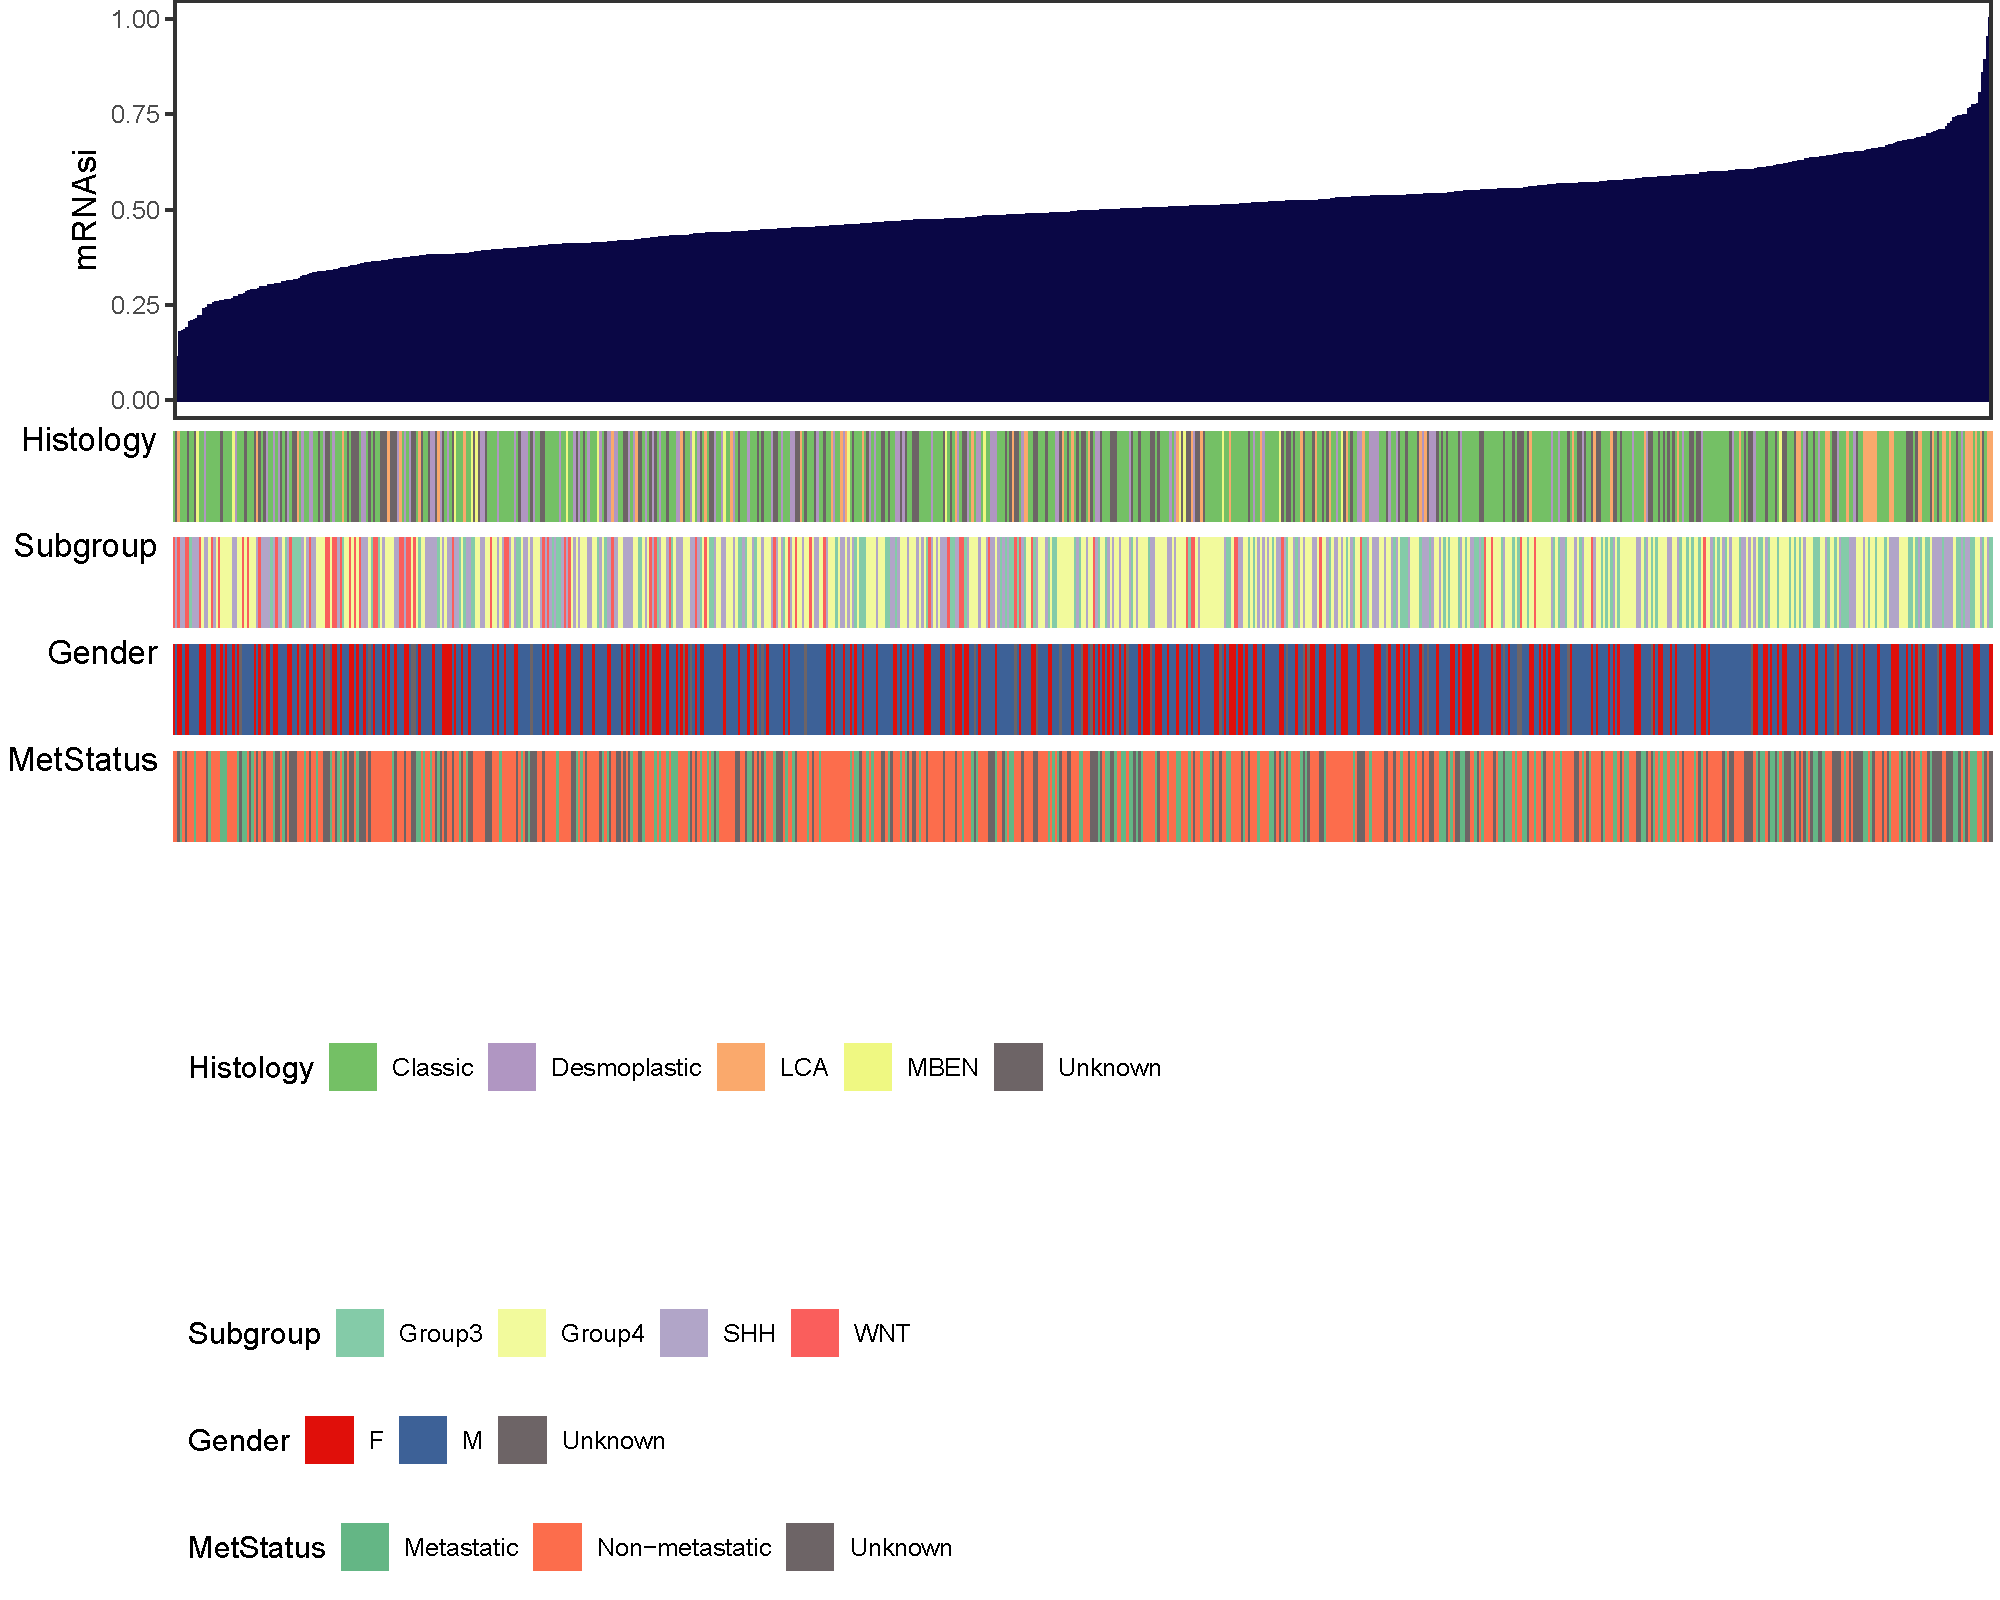 1.00
0.75
0.50
0.25
0.00
mRNAsi
Histology
Subgroup
Gender
MetStatus
Histology Classic Desmoplastic LCA MBEN Unknown
Subgroup Group3 Group4 SHH WNT
Gender F M Unknown
MetStatus Metastatic Non−metastatic Unknown